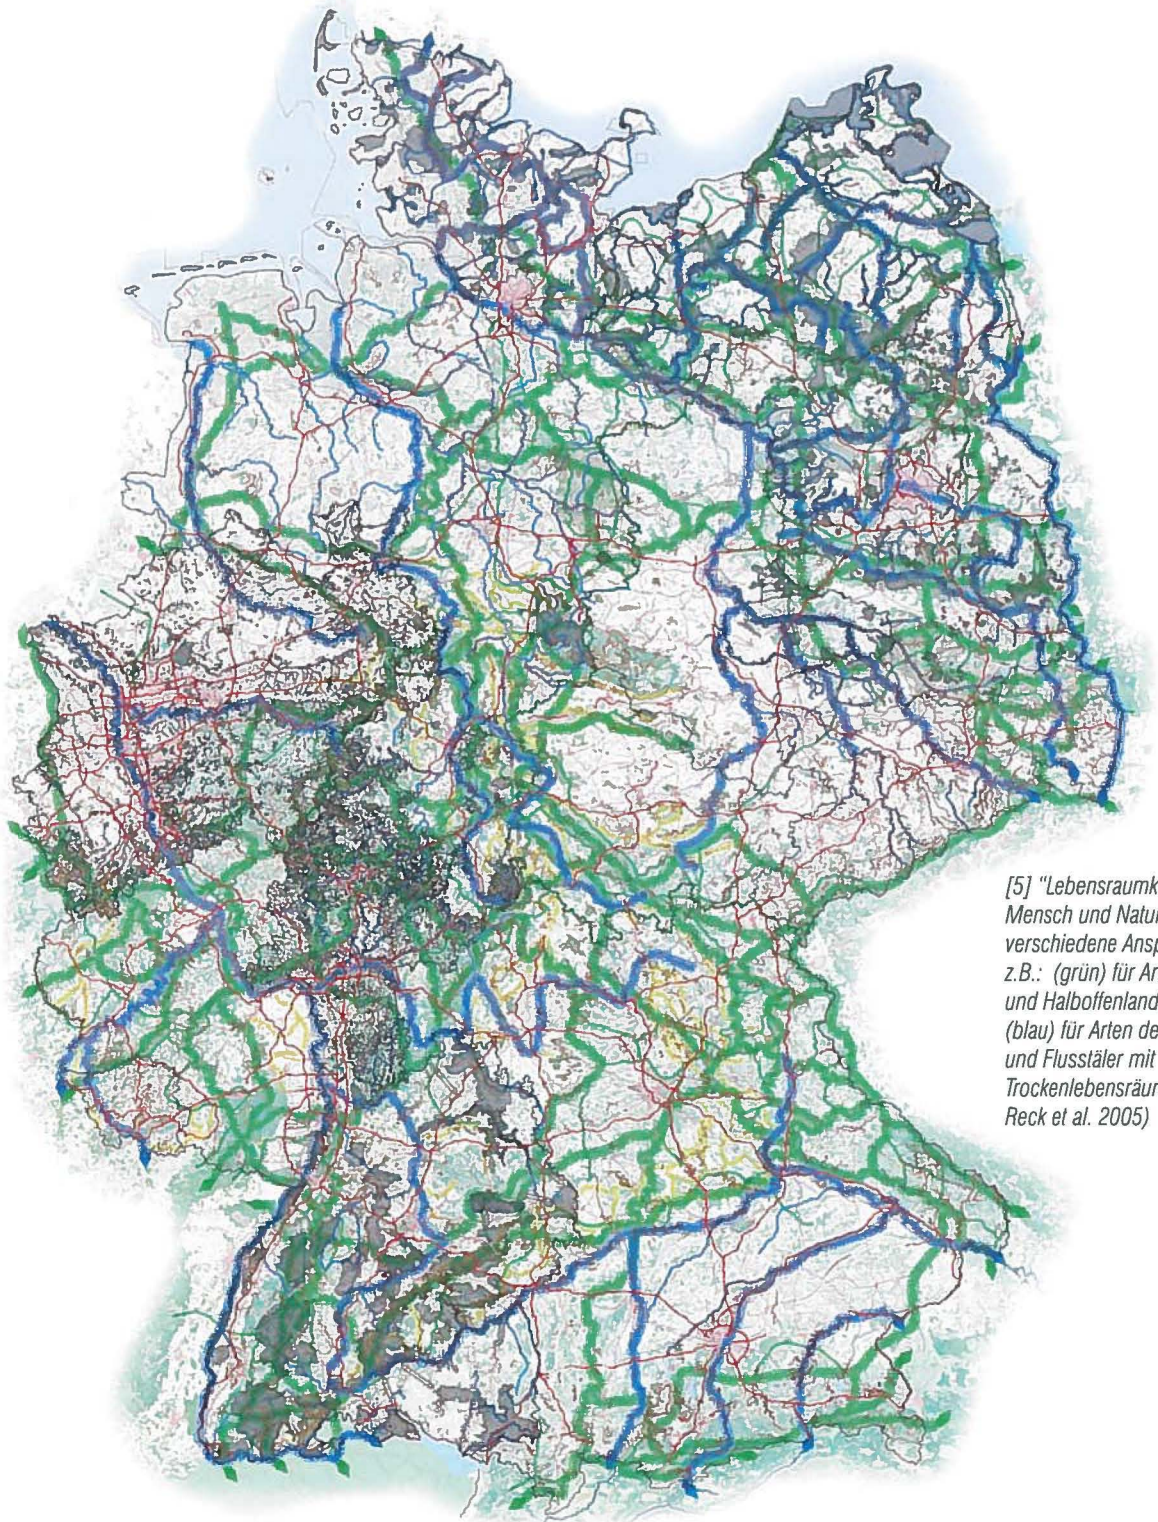 [5] "Lebensraumk
Mensch und Natur
verschiedene Ansp
z.B.: (grün) für Ar
und Halboffenland
(blau) für Arten de
und Flusstäler mit
Trockenlebensräur
Reck et al. 2005)